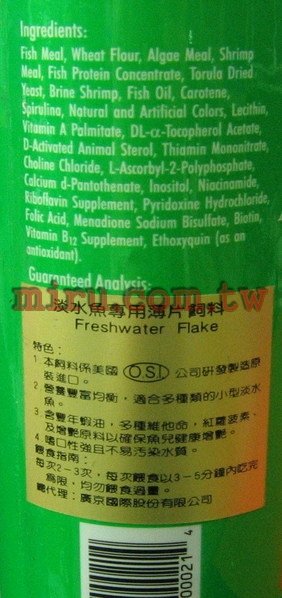 Ingredients:
Fish Meal, Wheat Flour, Algae Meal, Shrimp
Meal, Fish Protein Concentrate, Torula Dried
Yeast, Brine Shrimp, Fish Oil, Carotene,
Spirulina, Natural and Artificial Colors, Lecithin,
Vitamin A Palmitate, DL-α-Tocopherol Acetate,
D-Activated Animal Sterol, Thiamin Mononitrate,
Choline Chloride, L-Ascorbyl-2-Polyphosphate,
Calcium d-Pantothenate, Inositol, Niacinamide,
Riboflavin Supplement, Pyridoxine Hydrochloride,
Folic Acid, Menadione Sodium Bisulfate, Biotin,
Vitamin B12 Supplement, Ethoxyquin (as an
antioxidant).
Guaranteed Analysis:
miru.com.tw
淡水魚專用薄片飼料
Freshwater Flake
特色：
1 本飼料係美國 O.S.I. 公司研發製造原
裝進口。
2 營養豐富均衡，適合多種類的小型淡水
魚。
3 含豐年蝦油，多種維他命，紅蘿蔔素、
及增艷原料以確保魚兒健康增艷。
4 嗜口性強且不易污染水質。
餵食指南：
每次2~3次，每次餵食以3~5分鐘內吃完
為限，均勿餵食過量。
總代理：廣京國際股份有限公司
00021 4